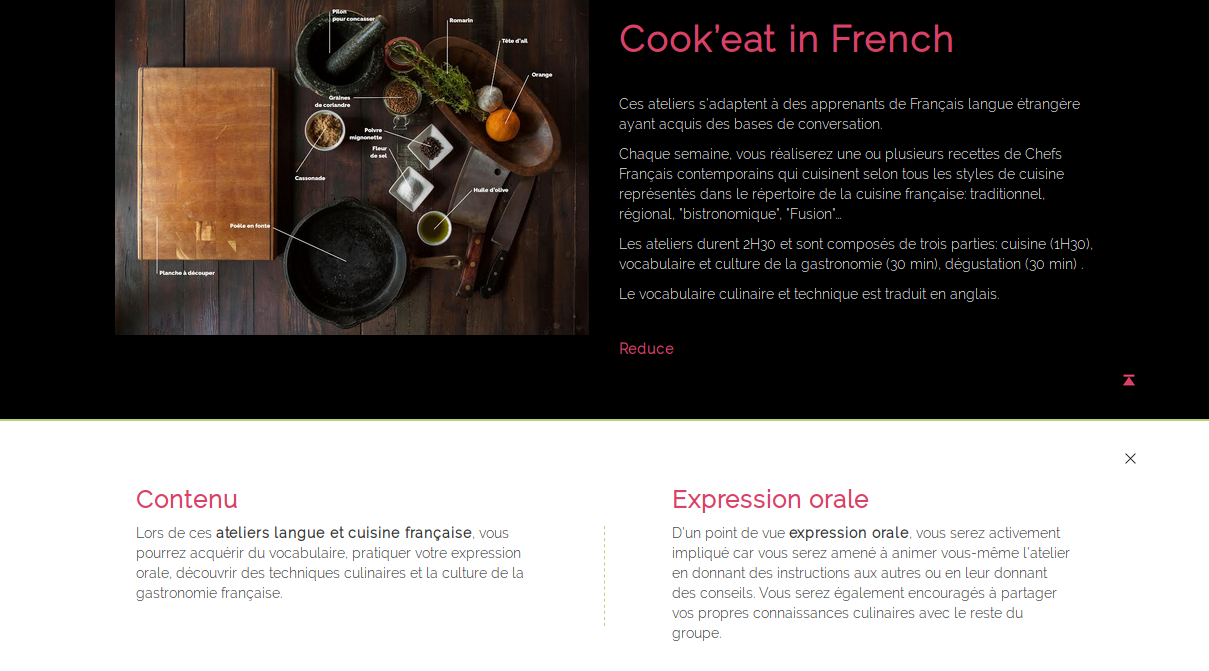 Pilon
pour concasser
Romarin
Tête d'ail
Orange
Graines
de coriandre
Poivre
mignonette
Fleur
de sel
Cassonade
Huile d'olive
Poêle en fonte
Planche à découper
Cook'eat in French
Ces ateliers s'adaptent à des apprenants de Français langue étrangère
ayant acquis des bases de conversation.
Chaque semaine, vous réaliserez une ou plusieurs recettes de Chefs
Français contemporains qui cuisinent selon tous les styles de cuisine
représentés dans le répertoire de la cuisine française: traditionnel,
régional, "bistronomique", "Fusion"...
Les ateliers durent 2H30 et sont composés de trois parties: cuisine (1H30),
vocabulaire et culture de la gastronomie (30 min), dégustation (30 min) .
Le vocabulaire culinaire et technique est traduit en anglais.
Reduce
Contenu
Lors de ces ateliers langue et cuisine française, vous
pourrez acquérir du vocabulaire, pratiquer votre expression
orale, découvrir des techniques culinaires et la culture de la
gastronomie française.
Expression orale
D'un point de vue expression orale, vous serez activement
impliqué car vous serez amené à animer vous-même l'atelier
en donnant des instructions aux autres ou en leur donnant
des conseils. Vous serez également encouragés à partager
vos propres connaissances culinaires avec le reste du
groupe.